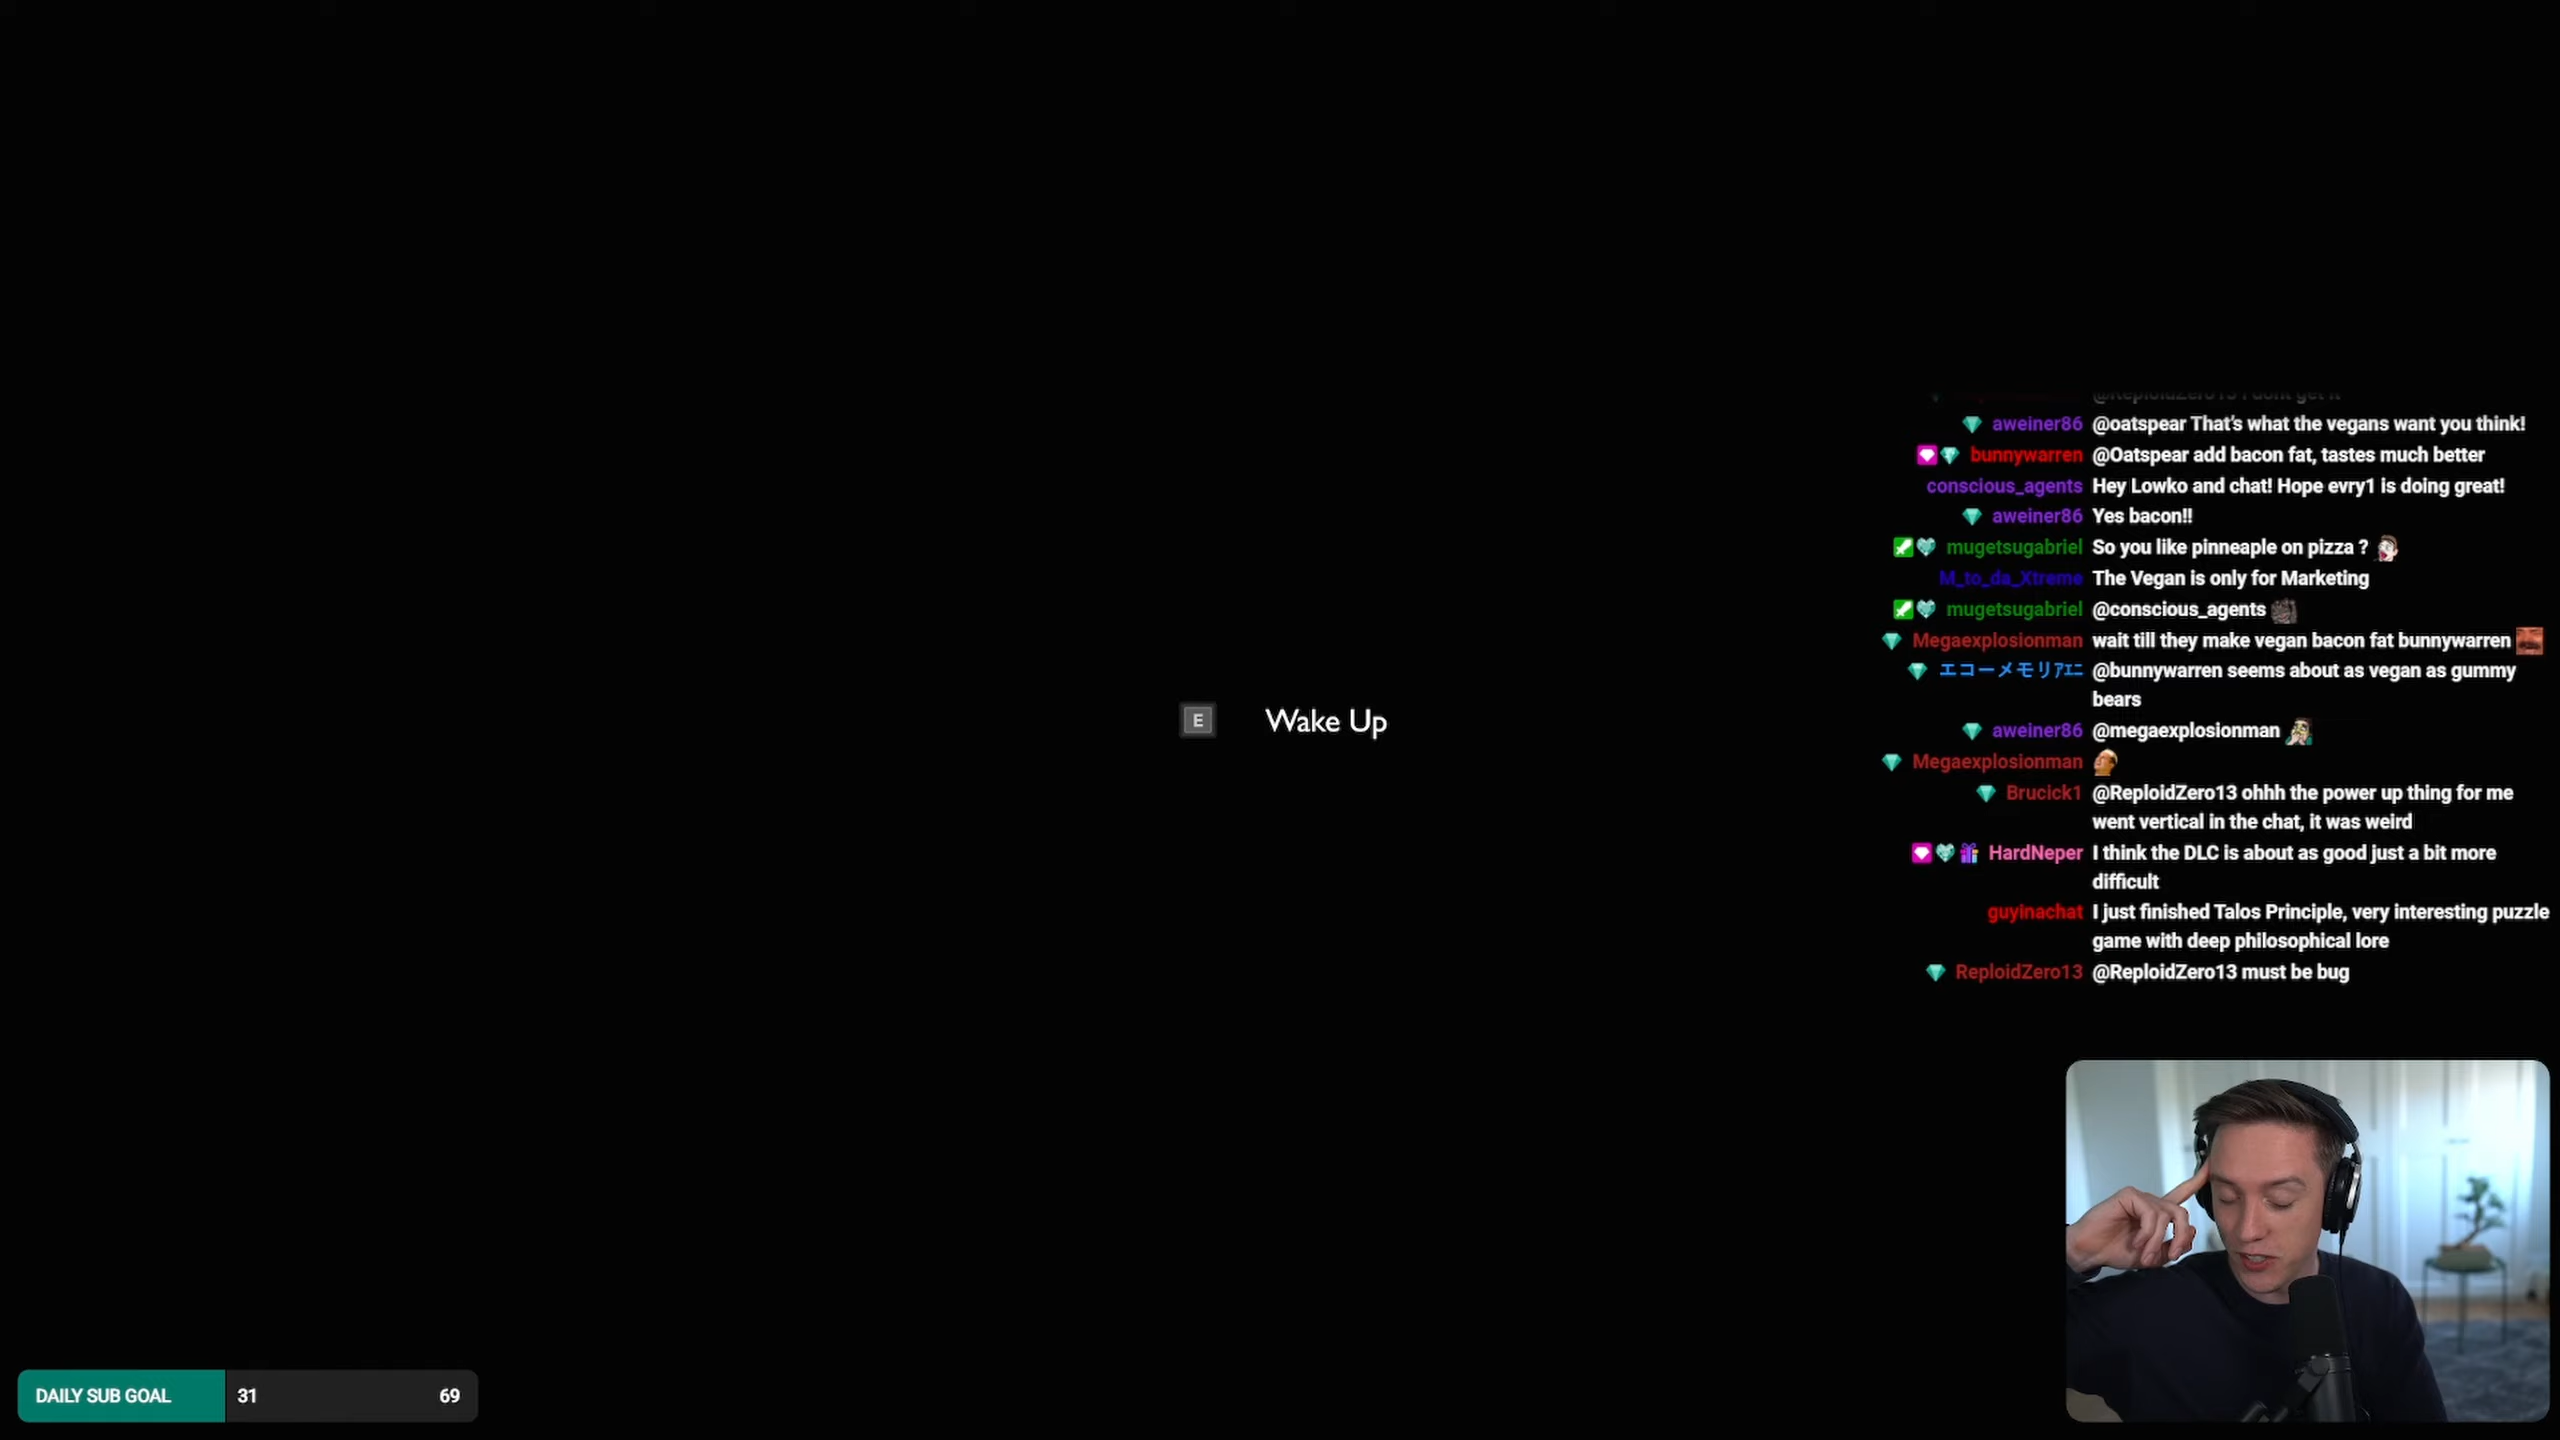 aweiner86 @oatspear That's what the vegans want you think!
bunnywarren @Oatspear add bacon fat, tastes much better
conscious_agents Hey Lowko and chat! Hope evry1 is doing great!
aweiner86 Yes bacon!!
mugetsugabriel So you like pinneaple on pizza ?
M_to_da_Xtreme The Vegan is only for Marketing
mugetsugabriel @conscious_agents
Megaexplosionman wait till they make vegan bacon fat bunnywarren
エコーメモリアエニ @bunnywarren seems about as vegan as gummy
bears
E Wake Up
aweiner86 @megaexplosionman
Megaexplosionman
Brucick1 @ReploidZero13 ohhh the power up thing for me
went vertical in the chat, it was weird
HardNeper I think the DLC is about as good just a bit more
difficult
guyinachat I just finished Talos Principle, very interesting puzzle
game with deep philosophical lore
ReploidZero13 @ReploidZero13 must be bug
DAILY SUB GOAL 31 69